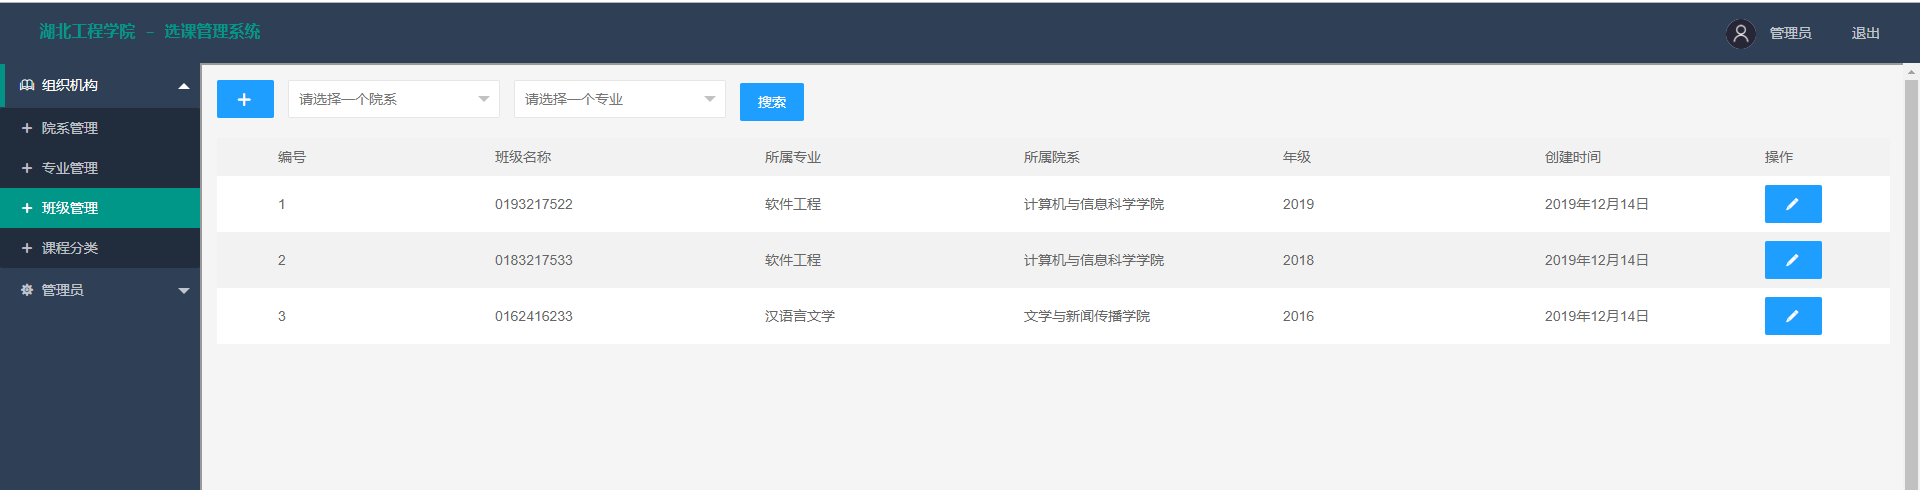 湖北工程学院 - 选课管理系统
管理员 退出
组织机构
院系管理
专业管理
班级管理
课程分类
管理员
请选择一个院系 请选择一个专业 搜索
编号 班级名称 所属专业 所属院系 年级 创建时间 操作
1 0193217522 软件工程 计算机与信息科学学院 2019 2019年12月14日
2 0183217533 软件工程 计算机与信息科学学院 2018 2019年12月14日
3 0162416233 汉语言文学 文学与新闻传播学院 2016 2019年12月14日